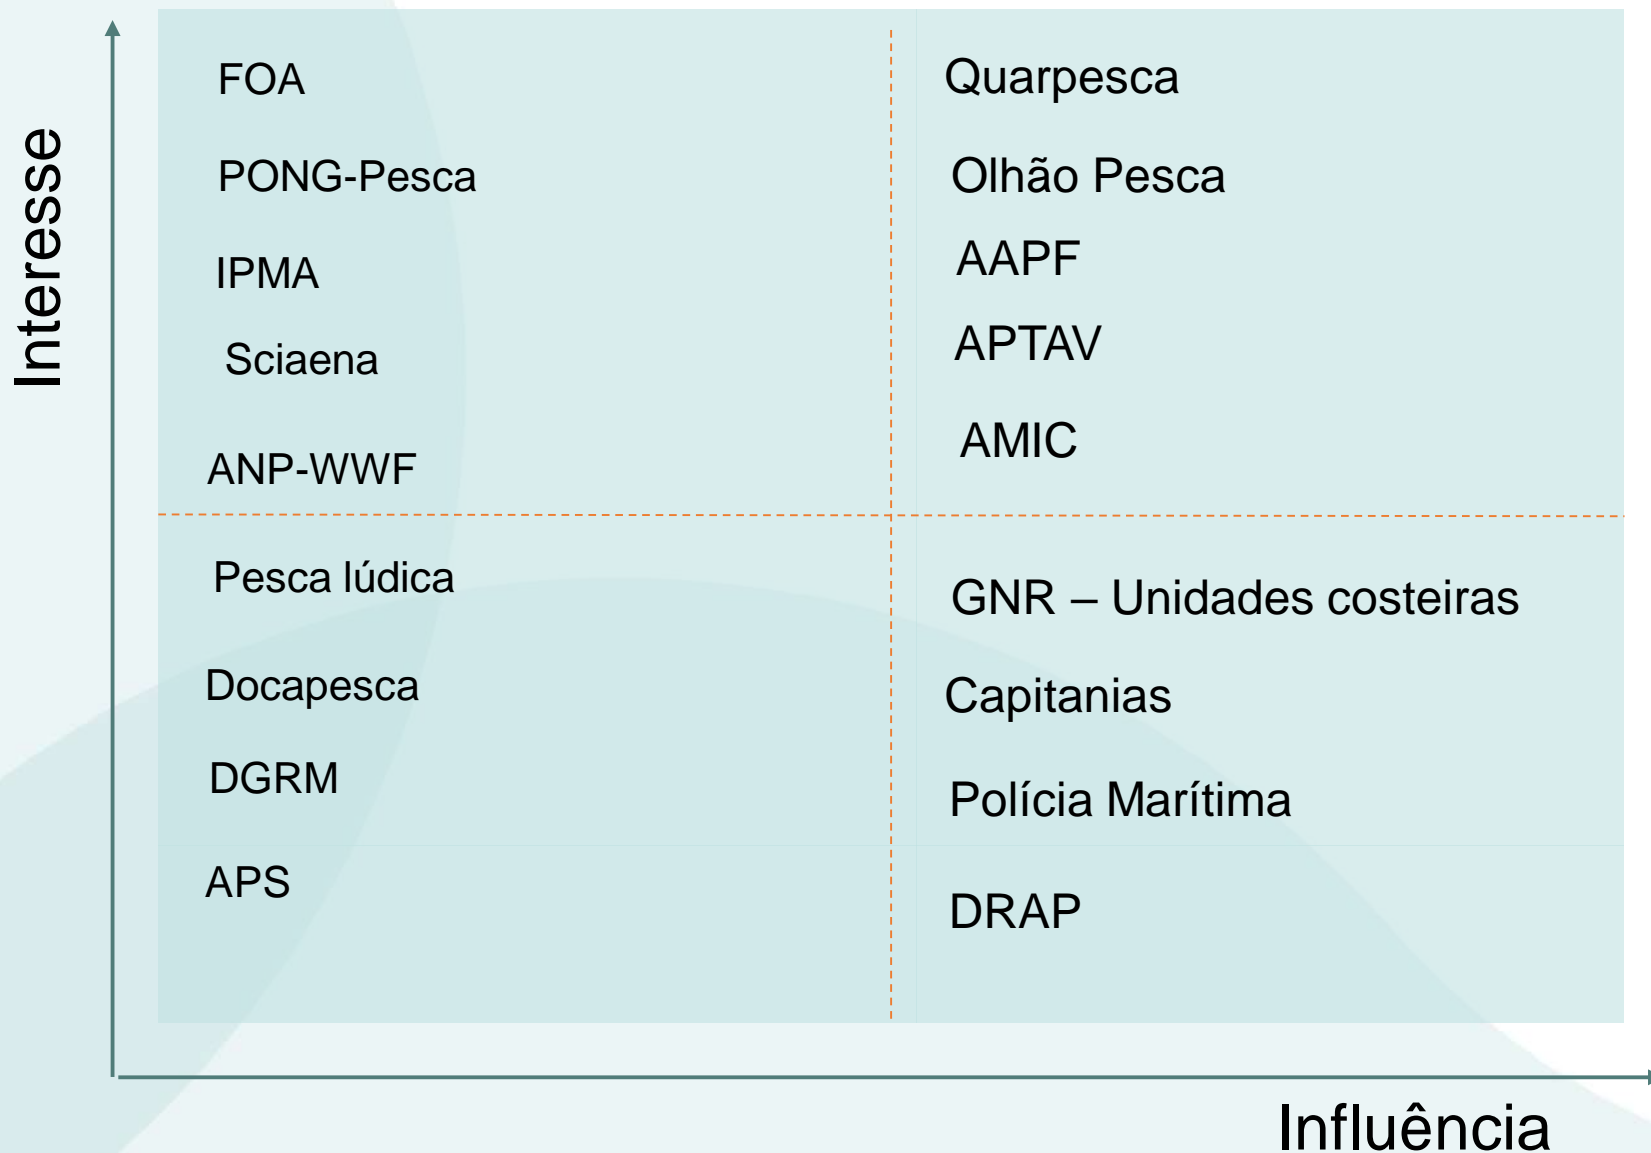 Interesse
FOA
PONG-Pesca
IPMA
Sciaena
ANP-WWF
Quarpesca
Olhão Pesca
AAPF
APTAV
AMIC
Pesca lúdica
Docapesca
DGRM
APS
GNR – Unidades costeiras
Capitanias
Polícia Marítima
DRAP
Influência